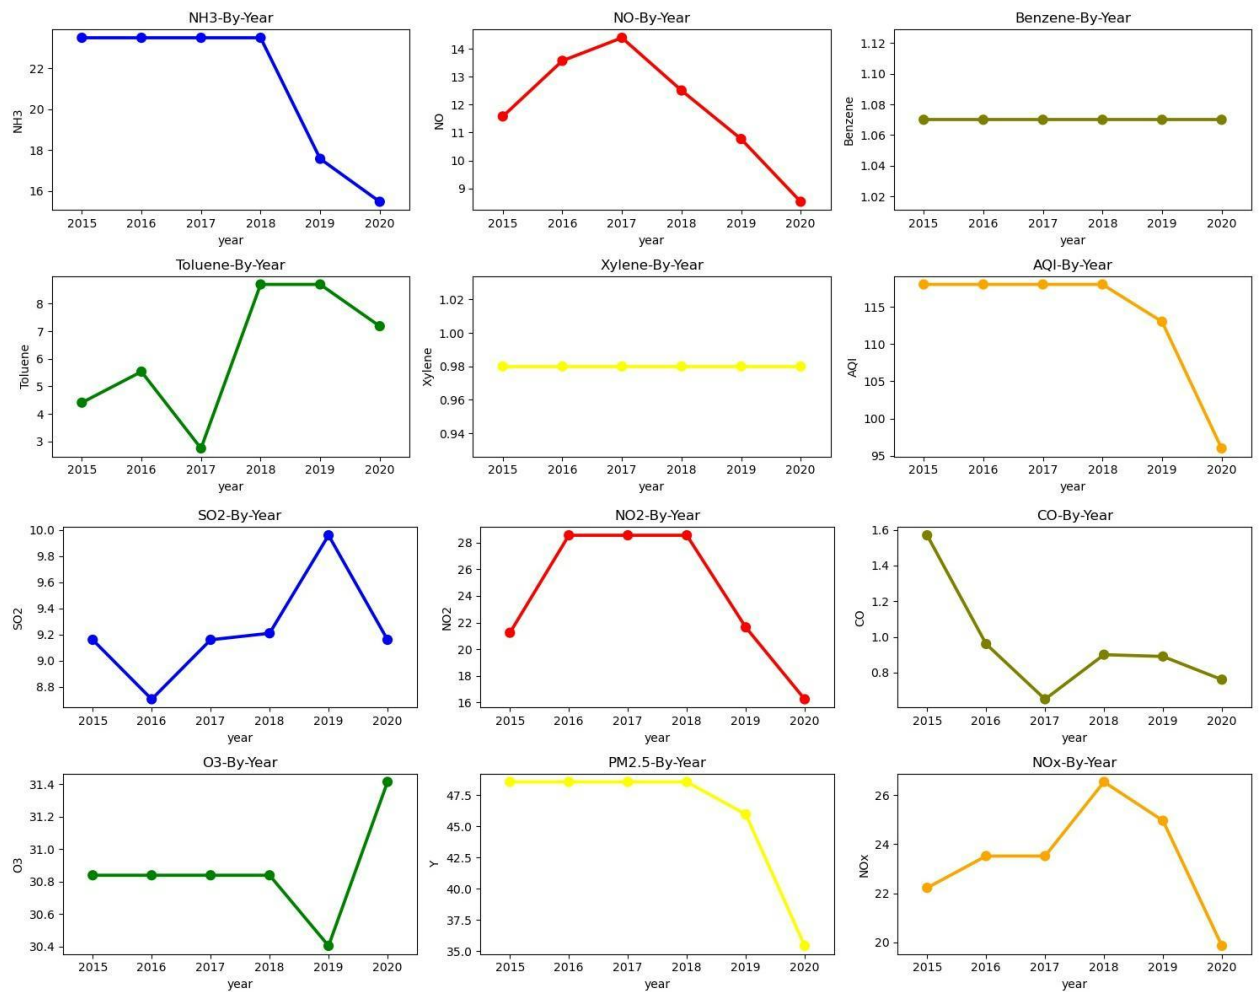 NH3-By-Year
NH3
22
20
18
16
2015 2016 2017 2018 2019 2020
year
NO-By-Year
NO
14
13
12
11
10
9
2015 2016 2017 2018 2019 2020
year
Benzene-By-Year
Benzene
1.12
1.10
1.08
1.06
1.04
1.02
2015 2016 2017 2018 2019 2020
year
Toluene-By-Year
Toluene
8
7
6
5
4
3
2015 2016 2017 2018 2019 2020
year
Xylene-By-Year
Xylene
1.02
1.00
0.98
0.96
0.94
2015 2016 2017 2018 2019 2020
year
AQI-By-Year
AQI
115
110
105
100
95
2015 2016 2017 2018 2019 2020
year
SO2-By-Year
SO2
10.0
9.8
9.6
9.4
9.2
9.0
8.8
2015 2016 2017 2018 2019 2020
year
NO2-By-Year
NO2
28
26
24
22
20
18
16
2015 2016 2017 2018 2019 2020
year
CO-By-Year
CO
1.6
1.4
1.2
1.0
0.8
2015 2016 2017 2018 2019 2020
year
O3-By-Year
O3
31.4
31.2
31.0
30.8
30.6
30.4
2015 2016 2017 2018 2019 2020
year
PM2.5-By-Year
Y
47.5
45.0
42.5
40.0
37.5
35.0
2015 2016 2017 2018 2019 2020
year
NOx-By-Year
NOx
26
24
22
20
2015 2016 2017 2018 2019 2020
year